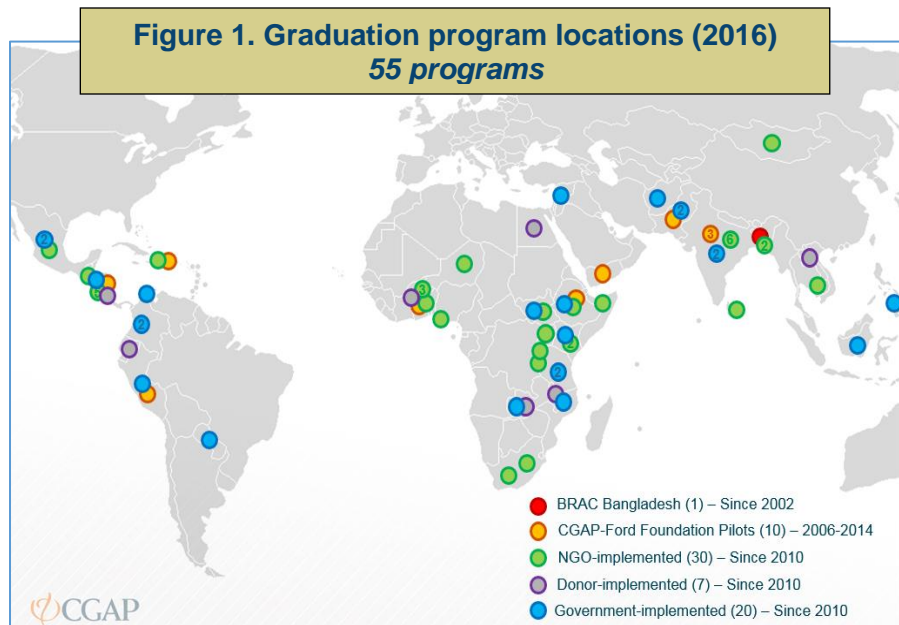 Figure 1. Graduation program locations (2016)
55 programs
2
2
3
6
2
2
3
2
2
2
BRAC Bangladesh (1) – Since 2002
CGAP-Ford Foundation Pilots (10) – 2006-2014
NGO-implemented (30) – Since 2010
Donor-implemented (7) – Since 2010
Government-implemented (20) – Since 2010
CGAP